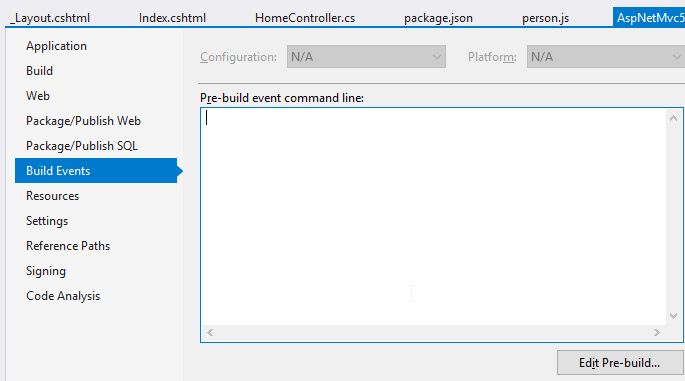 _Layout.cshtml Index.cshtml HomeController.cs package.json person.js AspNetMvc5
Application
Configuration: N/A Platform: N/A
Build
Web
Pre-build event command line:
Package/Publish Web
Package/Publish SQL
Build Events
Resources
Settings
Reference Paths
Signing
Code Analysis
Edit Pre-build...